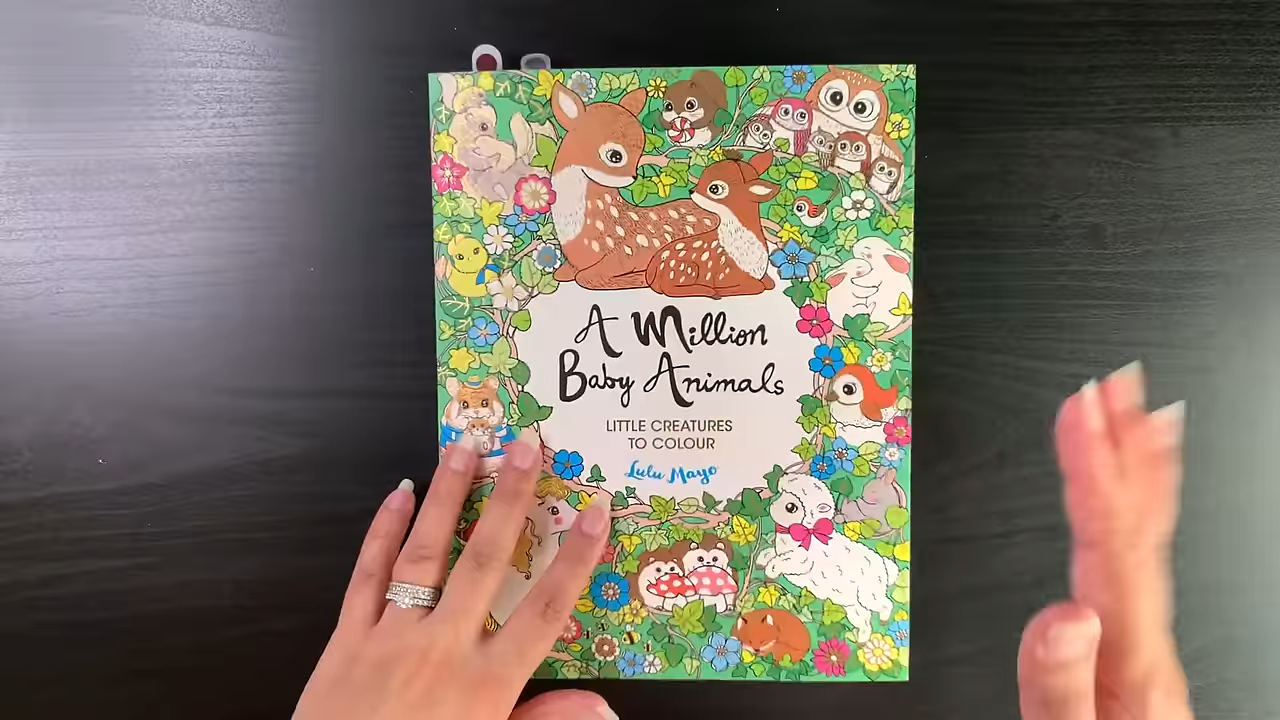 A Million
Baby Animals
LITTLE CREATURES
TO COLOUR
Lulu Mayo